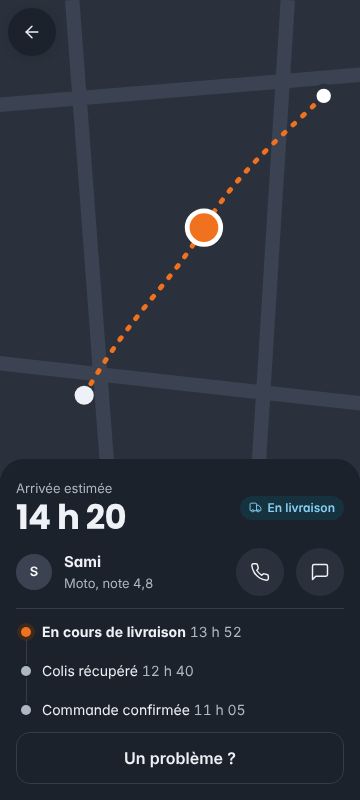 Arrivée estimée
14 h 20
En livraison
S
Sami
Moto, note 4,8
En cours de livraison 13 h 52
Colis récupéré 12 h 40
Commande confirmée 11 h 05
Un problème ?